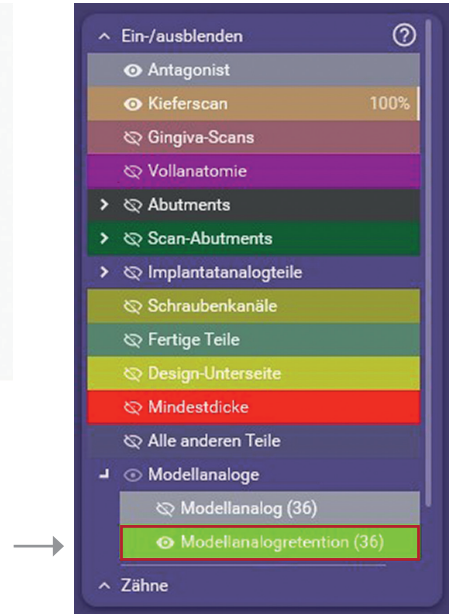 Ein-/ausblenden
Antagonist
Kieferscan 100%
Gingiva-Scans
Vollanatomie
Abutments
Scan-Abutments
Implantatanalogteile
Schraubenkanäle
Fertige Teile
Design-Unterseite
Mindestdicke
Alle anderen Teile
Modellanaloge
Modellanalog (36)
Modellanalogretention (36)
Zähne